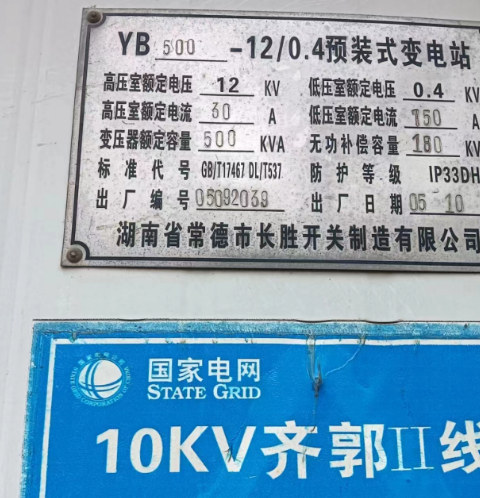 YB 500 -12/0.4预装式变电站
高压室额定电压 12 KV 低压室额定电压 0.4 KV
高压室额定电流 30 A 低压室额定电流 750 A
变压器额定容量 500 KVA 无功补偿容量 180 KV
标准代号 GB/T17467 DL/T537 防护等级 IP33DH
出厂编号 05092039 出厂日期 05 10
湖南省常德市长胜开关制造有限公司
国家电网
STATE GRID
10KV齐郭II线